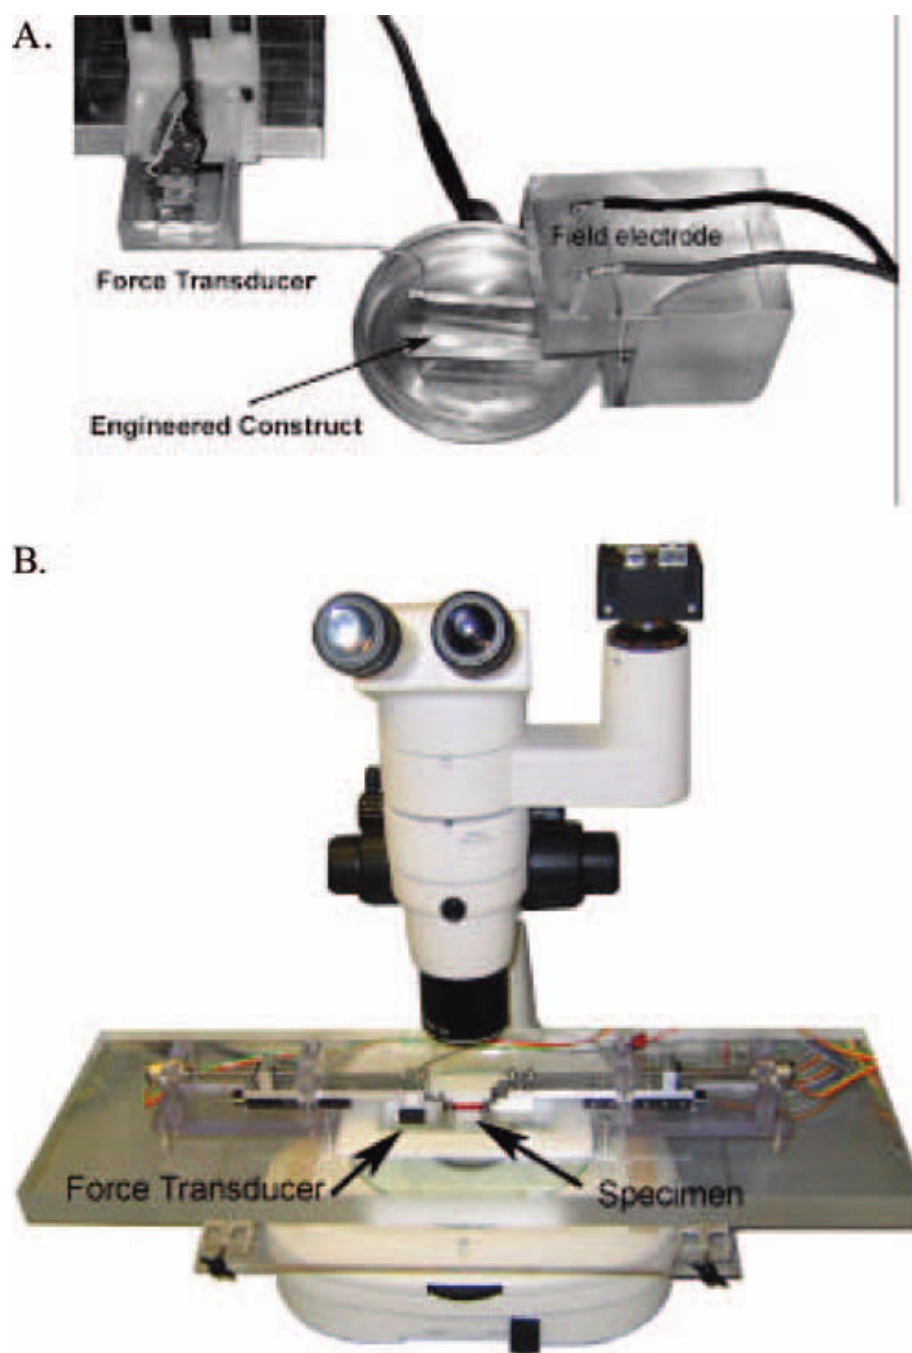 A.
Field electrode
Force Transducer
Engineered Construct
B.
Force Transducer
Specimen